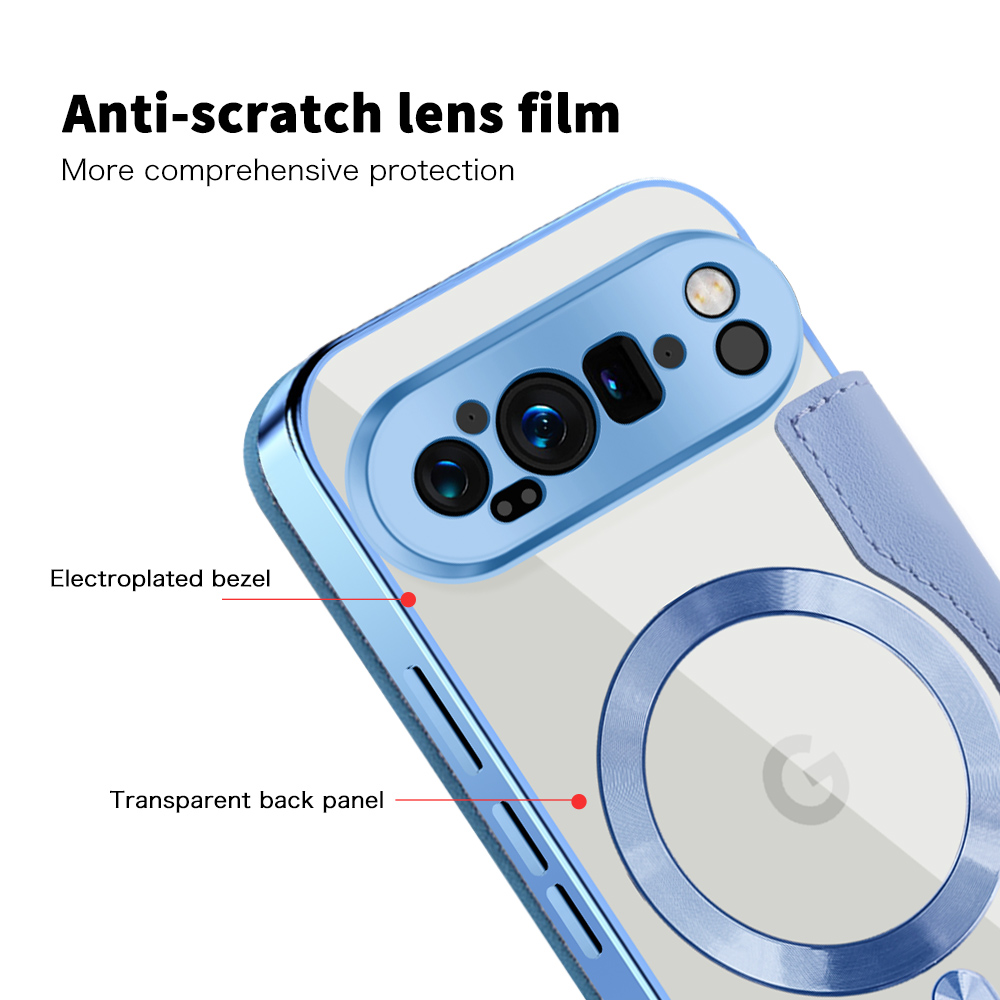 Anti-scratch lens film
More comprehensive protection
Electroplated bezel
Transparent back panel